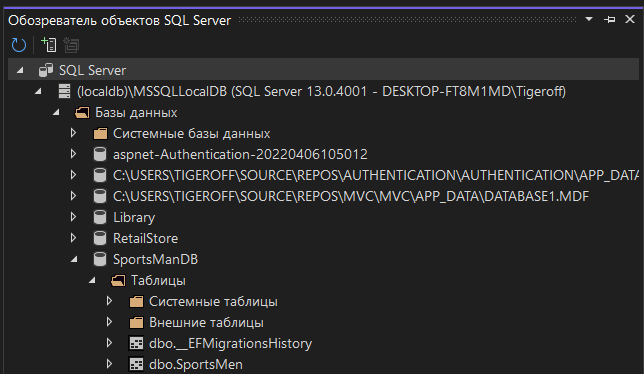 Обозреватель объектов SQL Server
SQL Server
(localdb)\MSSQLLocalDB (SQL Server 13.0.4001 - DESKTOP-FT8M1MD\Tigeroff)
Базы данных
Системные базы данных
aspnet-Authentication-20220406105012
C:\USERS\TIGEROFF\SOURCE\REPOS\AUTHENTICATION\AUTHENTICATION\APP_DATA
C:\USERS\TIGEROFF\SOURCE\REPOS\MVC\MVC\APP_DATA\DATABASE1.MDF
Library
RetailStore
SportsManDB
Таблицы
Системные таблицы
Внешние таблицы
dbo.__EFMigrationsHistory
dbo.SportsMen